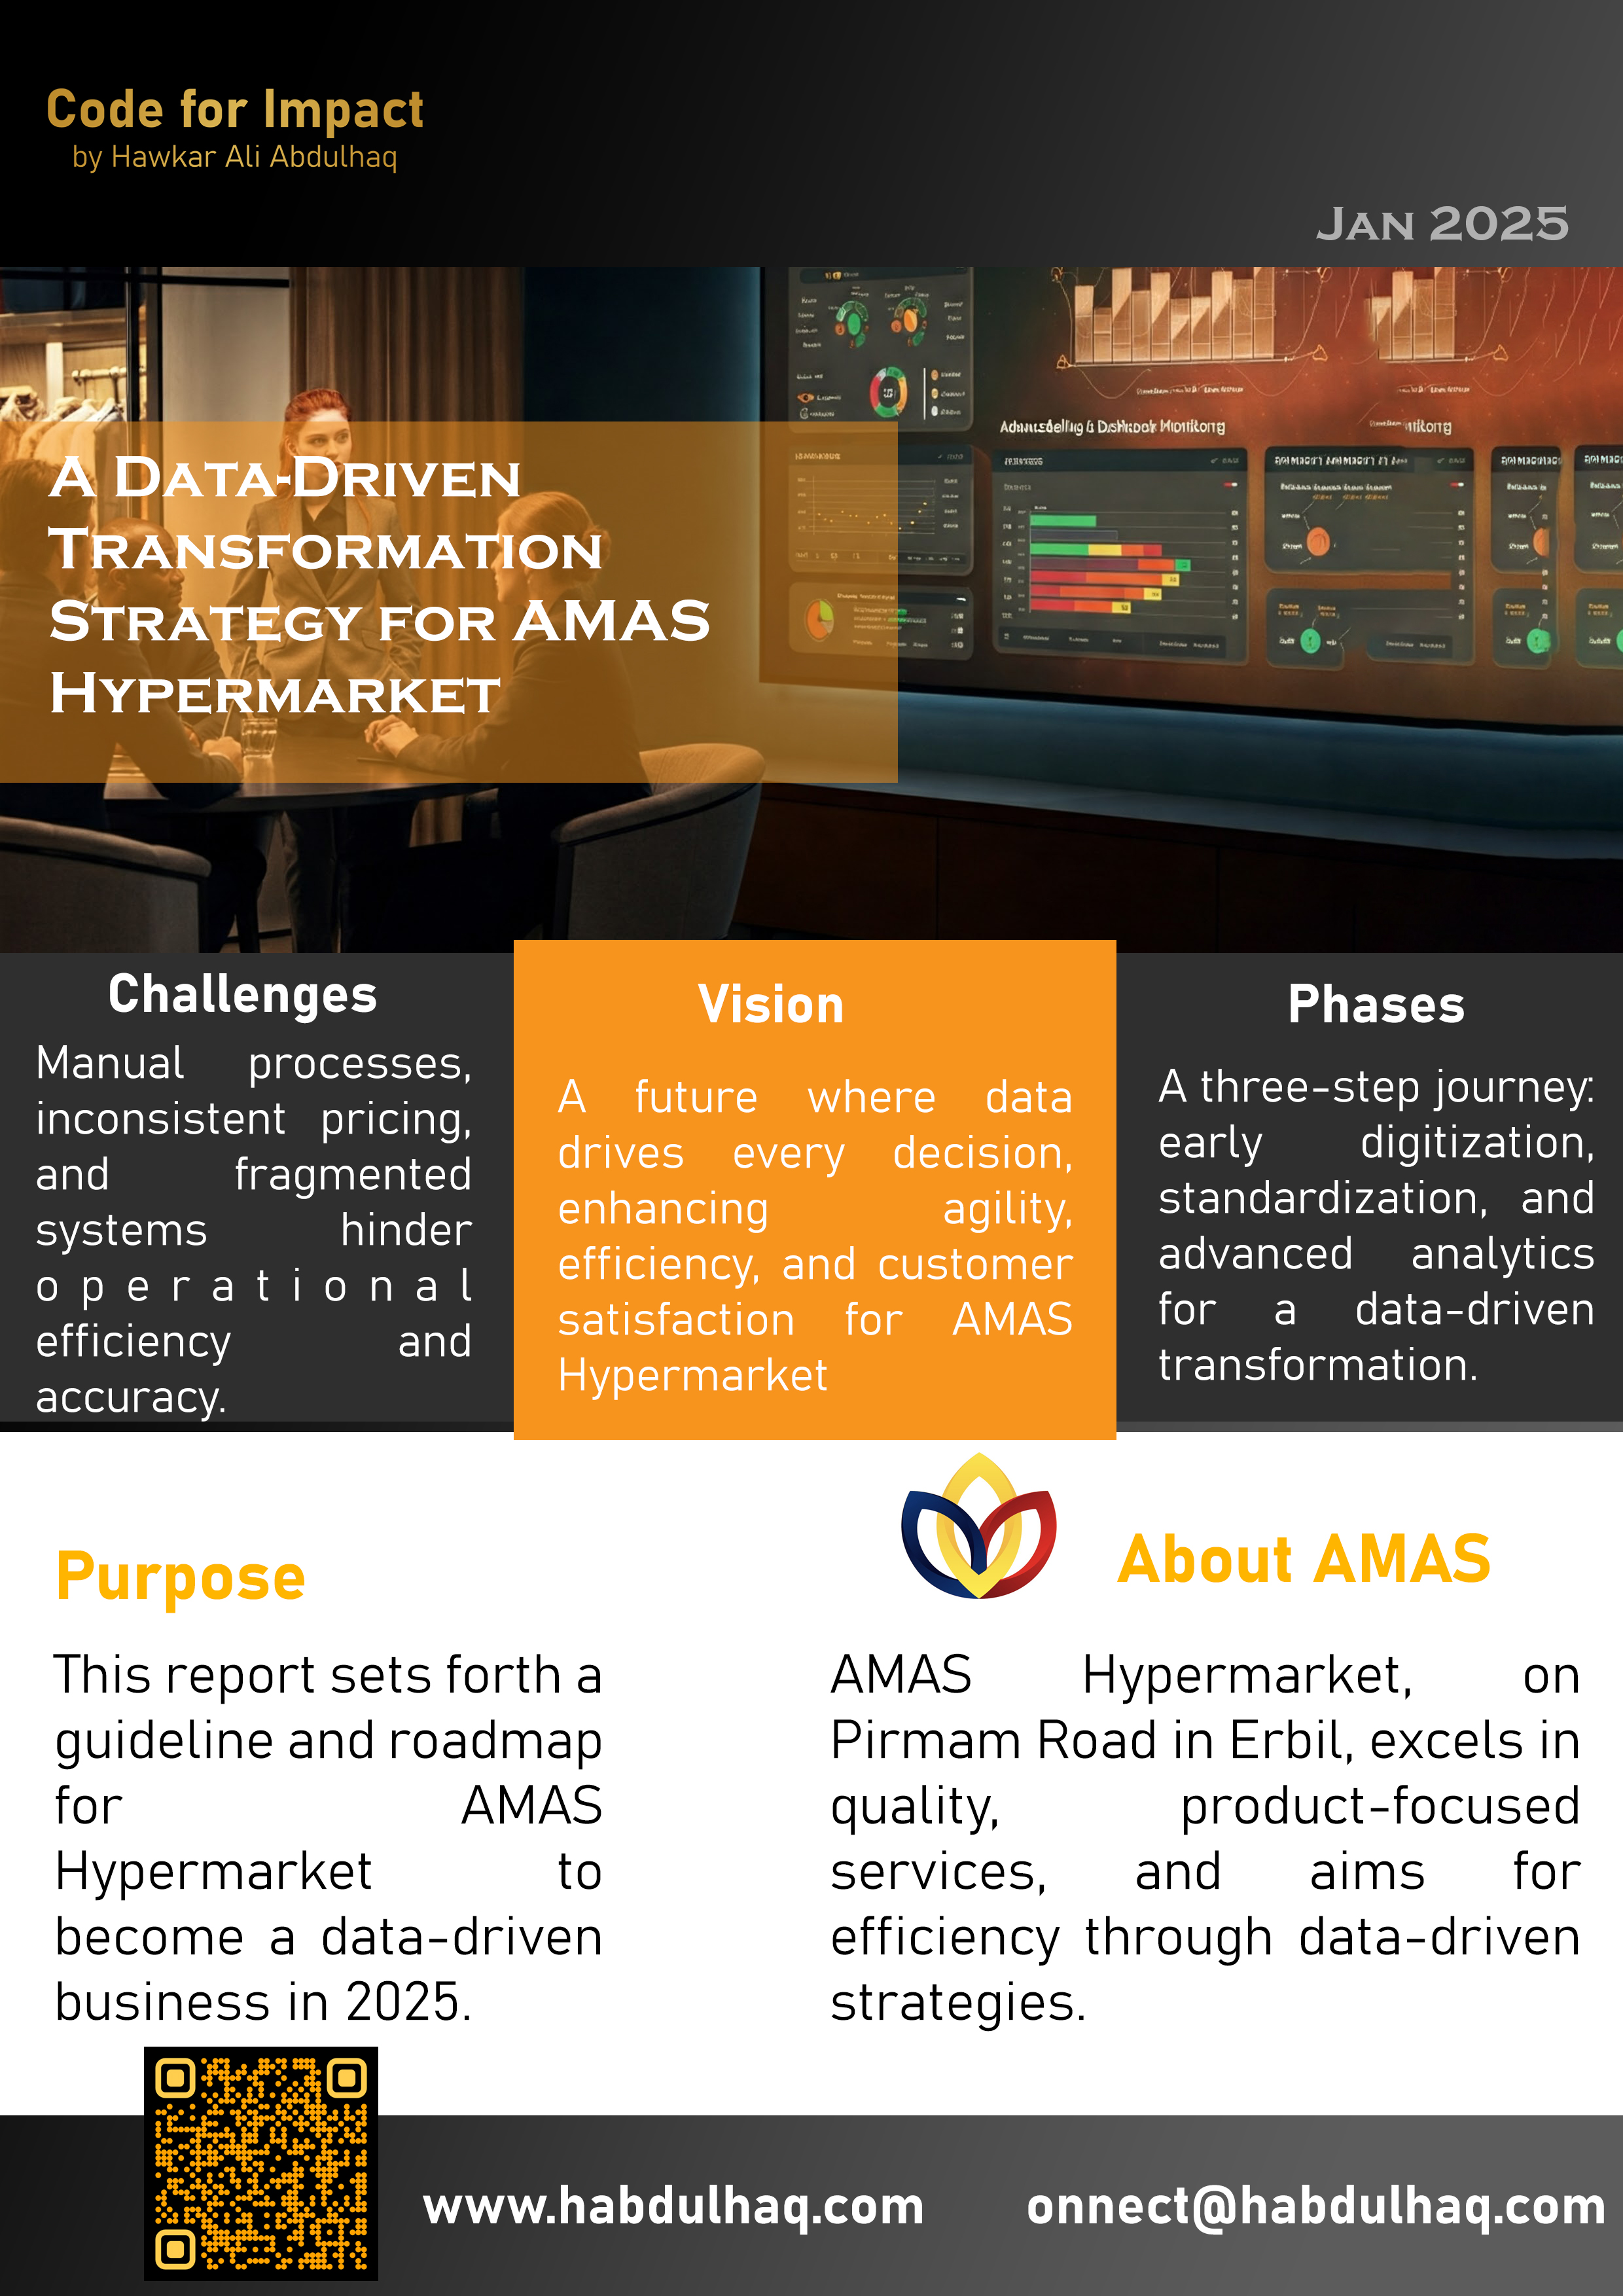 Code for Impact
by Hawkar Ali Abdulhaq
Jan 2025
A Data-Driven
Transformation
Strategy for AMAS
Hypermarket
Challenges
Manual processes,
inconsistent pricing,
and fragmented
systems hinder
operational
efficiency and
accuracy.
Vision
A future where data
drives every decision,
enhancing agility,
efficiency, and customer
satisfaction for AMAS
Hypermarket
Phases
A three-step journey:
early digitization,
standardization, and
advanced analytics
for a data-driven
transformation.
Purpose
This report sets forth a
guideline and roadmap
for AMAS
Hypermarket to
become a data-driven
business in 2025.
About AMAS
AMAS Hypermarket, on
Pirmam Road in Erbil, excels in
quality, product-focused
services, and aims for
efficiency through data-driven
strategies.
www.habdulhaq.com
onnect@habdulhaq.com